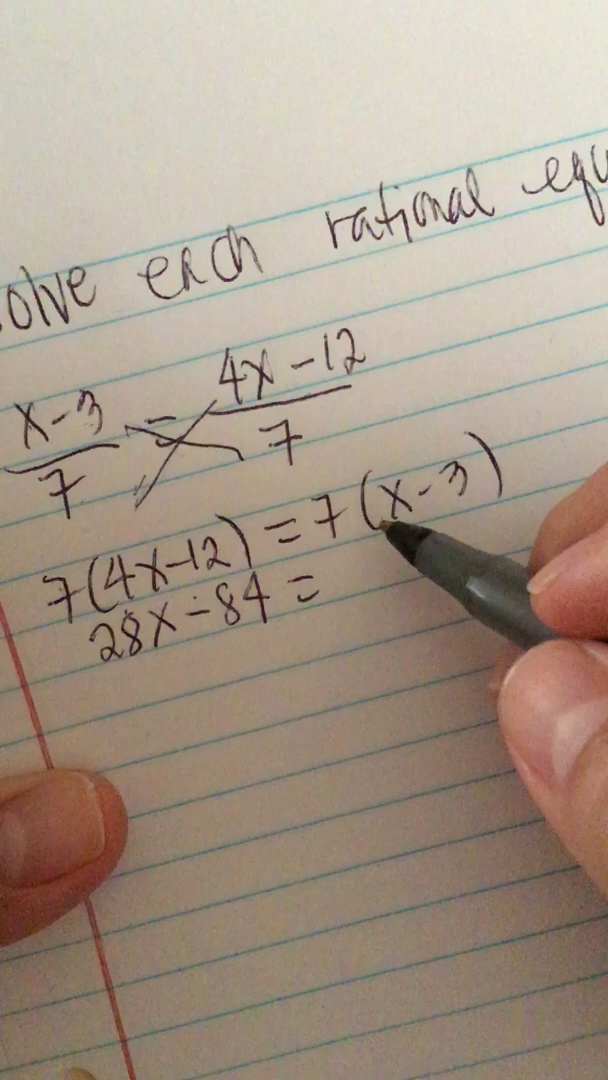 olve each rational equ
x-3/7 = 4x-12/7
7(4x-12) = 7(x-3)
28x-84 =